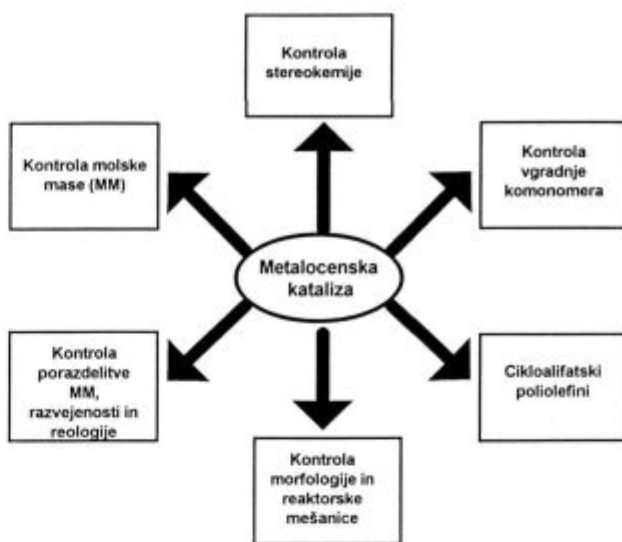 Kontrola
stereokemije
Kontrola molske
mase (MM)
Kontrola
vgradnje
komonomera
Metalocenska
kataliza
Kontrola
porazdelitve
MM,
razvejenosti in
reologije
Cikloalifatski
poliolefini
Kontrola
morfologije in
reaktorske
mešanice